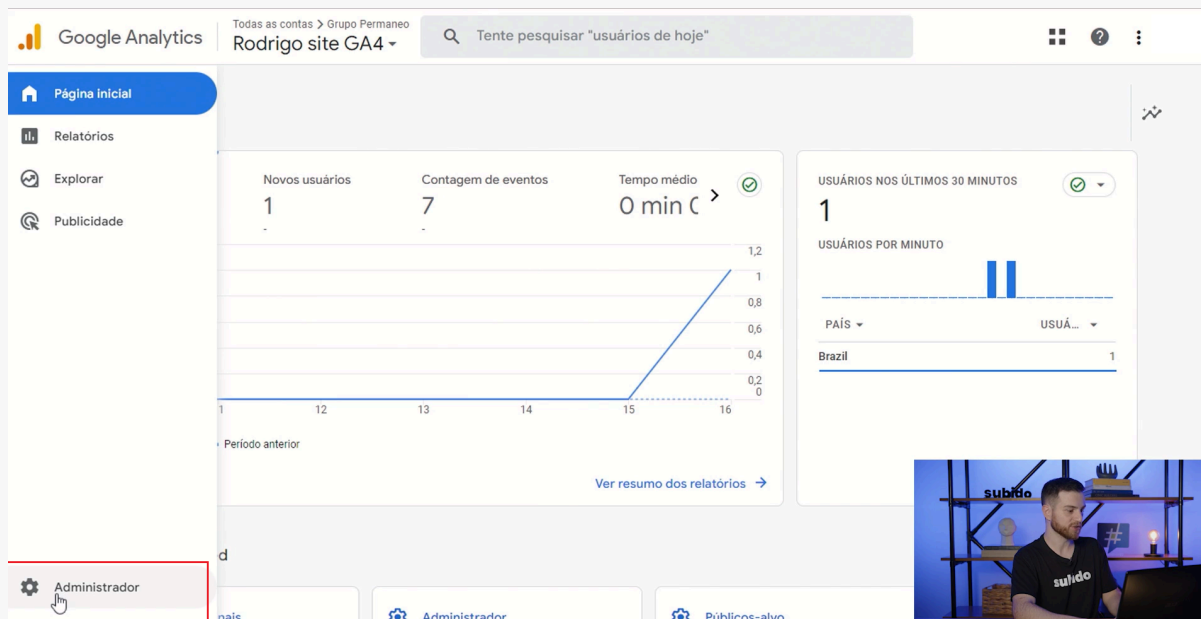 Google Analytics
Todas as contas > Grupo Permaneo
Rodrigo site GA4
Tente pesquisar "usuários de hoje"
Página inicial
Relatórios
Explorar
Publicidade
Novos usuários
1
-
Contagem de eventos
7
-
Tempo médio
0 min
1,2
1
0,8
0,6
0,4
0,2
0
1 12 13 14 15 16
Período anterior
Ver resumo dos relatórios
USUÁRIOS NOS ÚLTIMOS 30 MINUTOS
1
USUÁRIOS POR MINUTO
PAÍS USUÁ...
Brazil 1
Administrador
d
nais
Administrador
Públicos-alvo
subido
#
subido